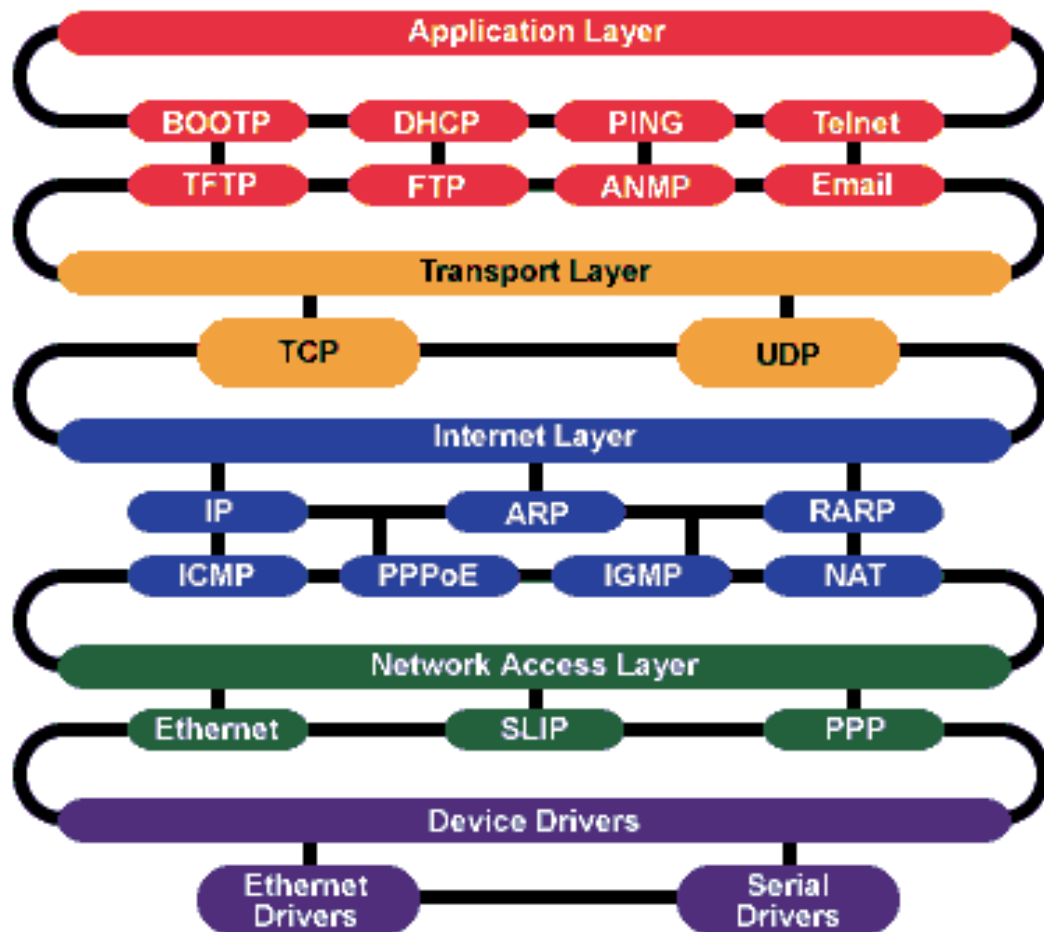 Application Layer
BOOTP DHCP PING Telnet
TFTP FTP ANMP Email
Transport Layer
TCP UDP
Internet Layer
IP ARP RARP
ICMP PPPoE IGMP NAT
Network Access Layer
Ethernet SLIP PPP
Device Drivers
Ethernet
Drivers
Serial
Drivers